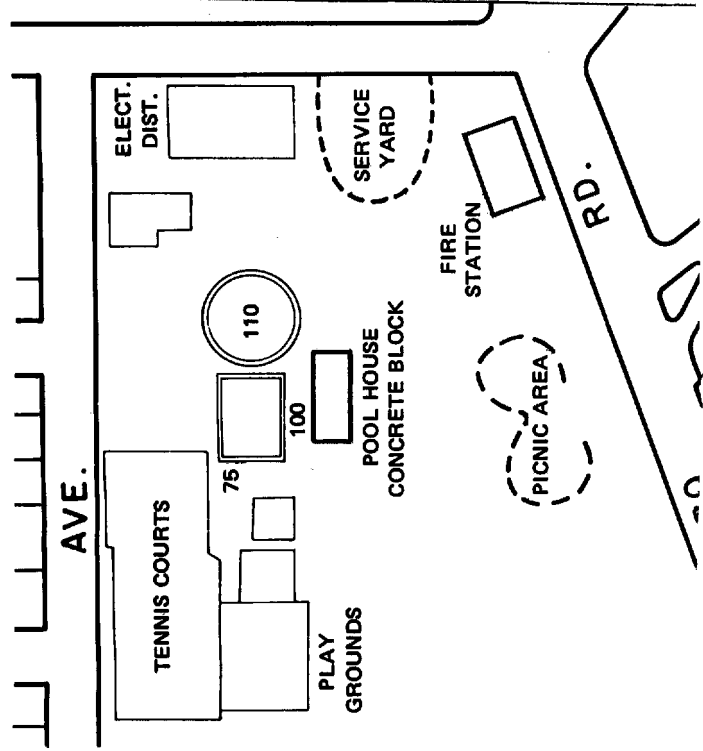 AVE.
TENNIS COURTS
PLAY
GROUNDS
75
100
110
POOL HOUSE
CONCRETE BLOCK
ELECT.
DIST.
SERVICE
YARD
FIRE
STATION
PICNIC AREA
RD.